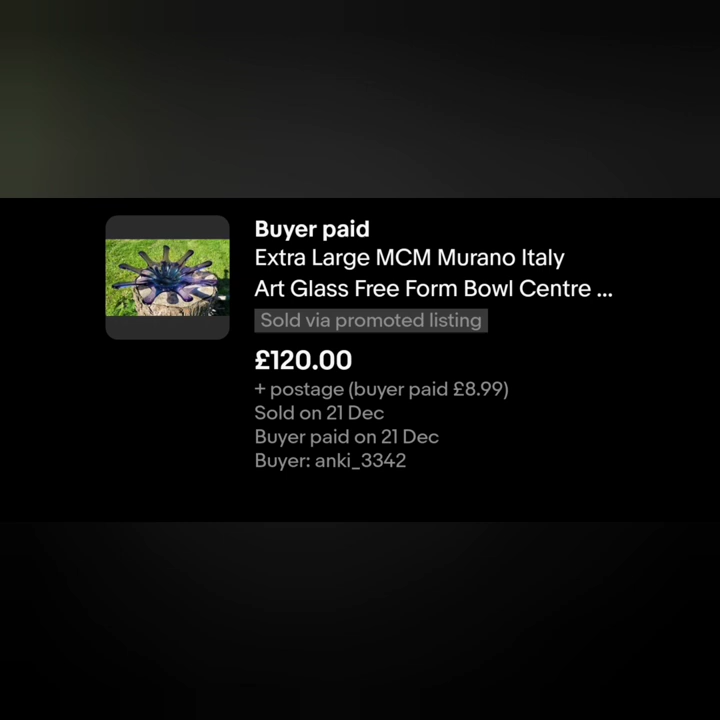 Buyer paid
Extra Large MCM Murano Italy
Art Glass Free Form Bowl Centre ...
Sold via promoted listing
£120.00
+ postage (buyer paid £8.99)
Sold on 21 Dec
Buyer paid on 21 Dec
Buyer: anki_3342